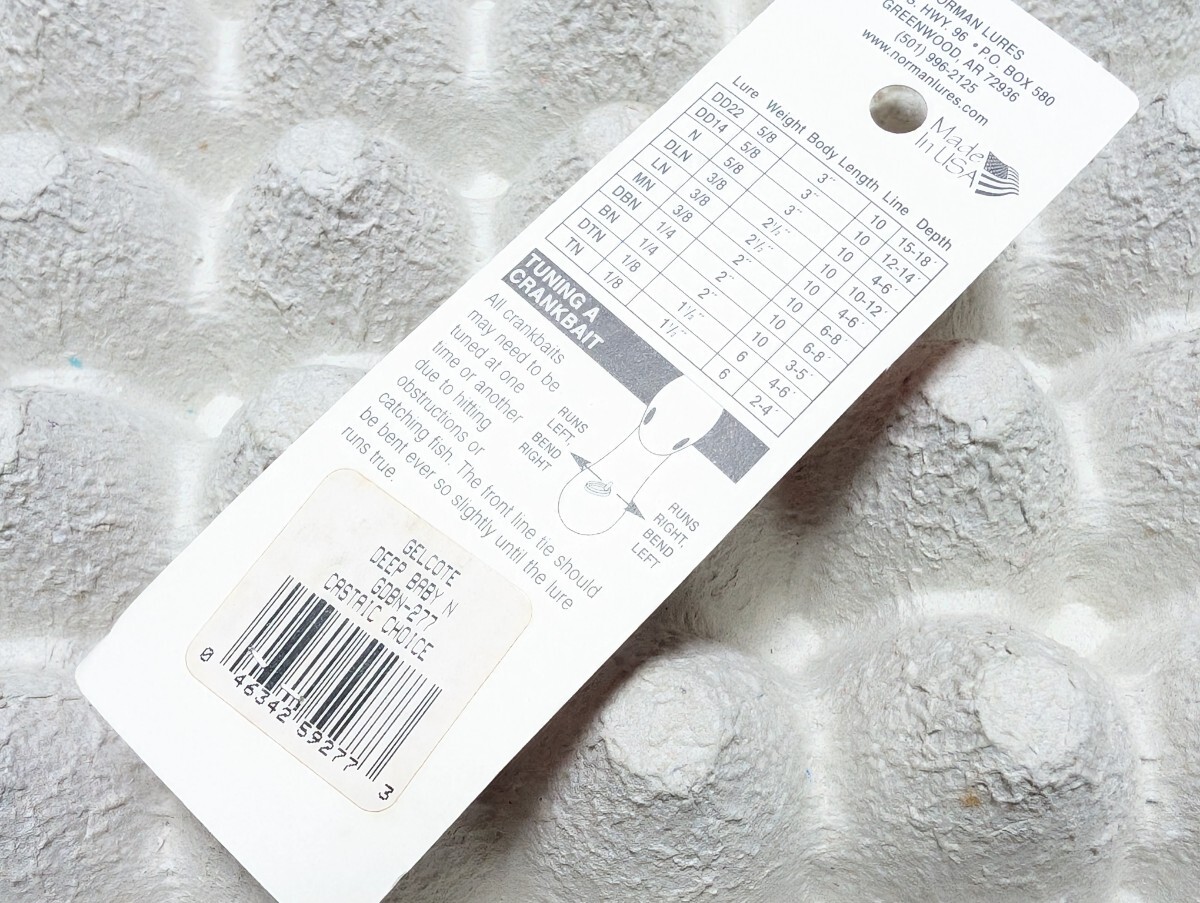 ORMAN LURES
S. HWY. 96 • P.O. BOX 580
GREENWOOD, AR 72936
(501) 996-2125
www.normanlures.com
Made
In USA
Lure Weight Body Length Line Depth
DD22 5/8 3″ 10 15-18′
DD14 5/8 3″ 10 12-14′
N 5/8 3″ 10 4-6′
DLN 3/8 2½″ 10 10-12′
LN 3/8 2½″ 10 4-6′
MN 3/8 2″ 10 6-8′
DBN 1/4 2″ 10 6-8′
BN 1/4 2″ 10 3-5′
DTN 1/8 1½″ 6 4-6′
TN 1/8 1½″ 6 2-4′
TUNING A
CRANKBAIT
All crankbaits
may need to be
tuned at one
time or another
due to hitting
obstructions or
catching fish. The front line tie should
be bent ever so slightly until the lure
runs true.
RUNS
LEFT,
BEND
RIGHT
RUNS
RIGHT,
BEND
LEFT
GELCOTE
DEEP BABY N
GDBN-277
CASTAIC CHOICE
0 46342 59277 3